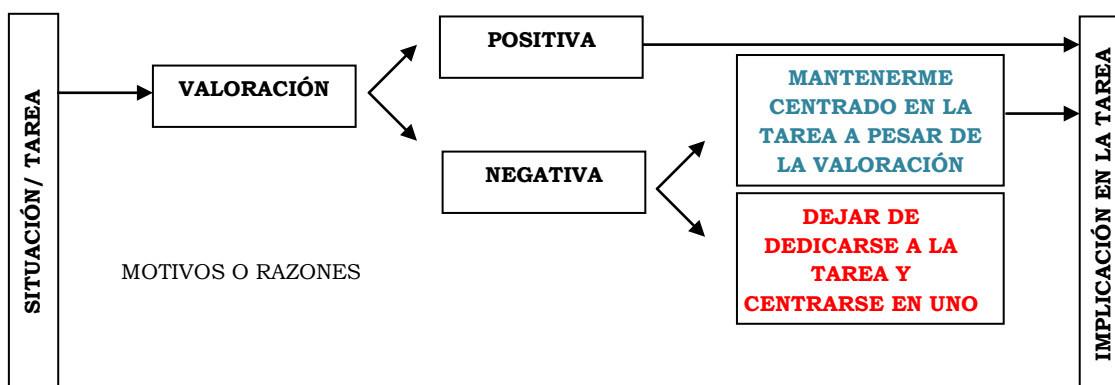 SITUACIÓN/ TAREA
VALORACIÓN
POSITIVA
NEGATIVA
MANTENERME
CENTRADO EN LA
TAREA A PESAR DE
LA VALORACIÓN
DEJAR DE
DEDICARSE A LA
TAREA Y
CENTRARSE EN UNO
MOTIVOS O RAZONES
IMPLICACIÓN EN LA TAREA